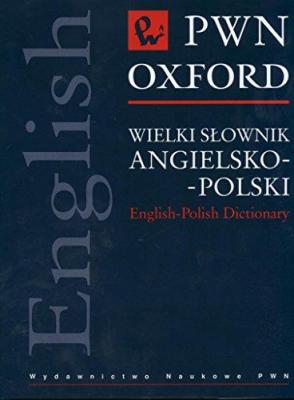 English
PWN
OXFORD
WIELKI SŁOWNIK
ANGIELSKO-
-POLSKI
English-Polish Dictionary
Wydawnictwo Naukowe PWN